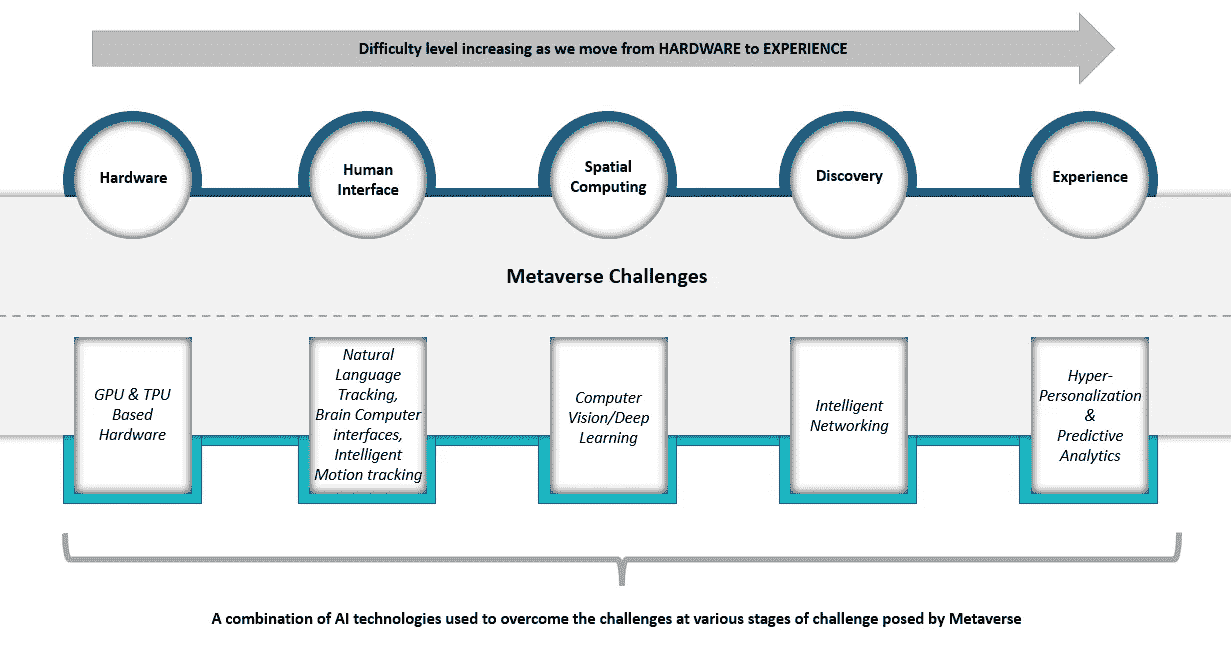 Difficulty level increasing as we move from HARDWARE to EXPERIENCE
Hardware
Human
Interface
Spatial
Computing
Discovery
Experience
Metaverse Challenges
GPU & TPU
Based
Hardware
Natural
Language
Tracking,
Brain Computer
interfaces,
Intelligent
Motion tracking
Computer
Vision/Deep
Learning
Intelligent
Networking
Hyper-
Personalization
&
Predictive
Analytics
A combination of AI technologies used to overcome the challenges at various stages of challenge posed by Metaverse